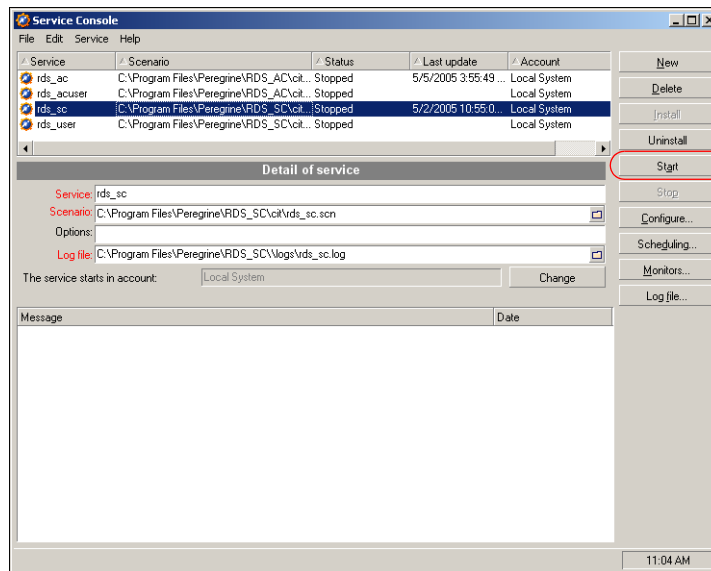 Service Console
File Edit Service Help
Service Scenario Status Last update Account
rds_ac C:\Program Files\Peregrine\RDS_AC\cit... Stopped 5/5/2005 3:55:49 ... Local System
rds_acuser C:\Program Files\Peregrine\RDS_AC\cit... Stopped Local System
rds_sc C:\Program Files\Peregrine\RDS_SC\cit... Stopped 5/2/2005 10:55:0... Local System
rds_user C:\Program Files\Peregrine\RDS_SC\cit... Stopped Local System
Detail of service
Service: rds_sc
Scenario: C:\Program Files\Peregrine\RDS_SC\cit\rds_sc.scn
Options:
Log file: C:\Program Files\Peregrine\RDS_SC\\logs\rds_sc.log
The service starts in account: Local System Change
Message Date
New
Delete
Install
Uninstall
Start
Stop
Configure...
Scheduling...
Monitors...
Log file...
11:04 AM